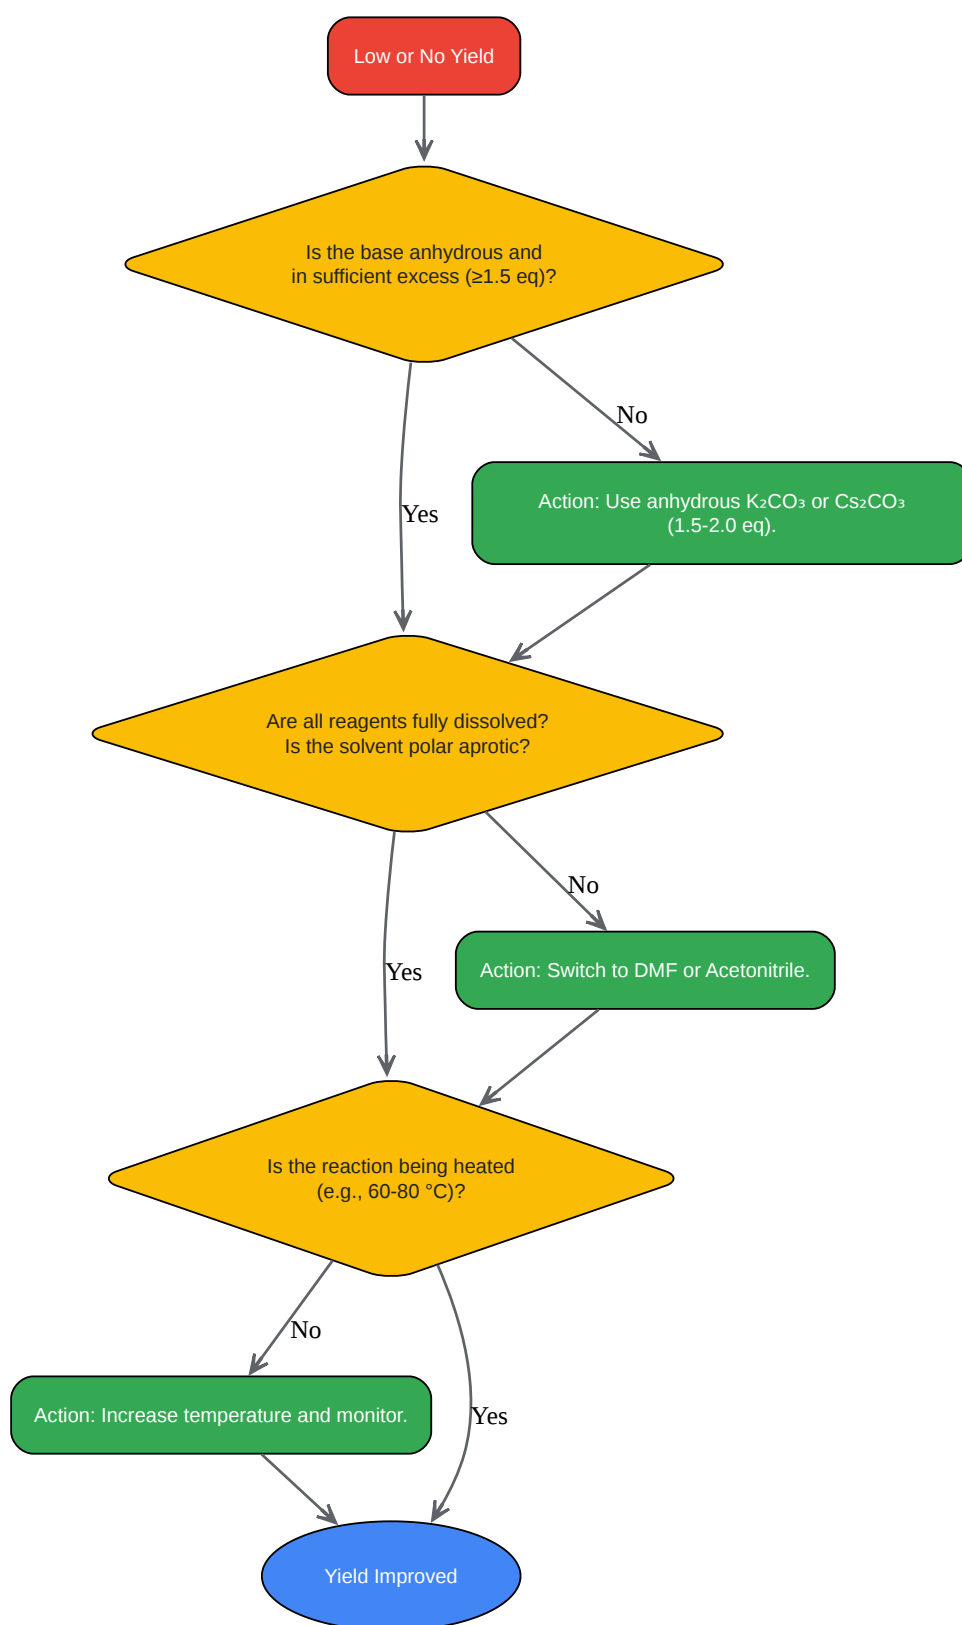 Low or No Yield
Is the base anhydrous and
in sufficient excess (≥1.5 eq)?
No
Action: Use anhydrous K₂CO₃ or Cs₂CO₃
(1.5-2.0 eq).
Yes
Are all reagents fully dissolved?
Is the solvent polar aprotic?
No
Action: Switch to DMF or Acetonitrile.
Yes
Is the reaction being heated
(e.g., 60-80 °C)?
No
Action: Increase temperature and monitor.
Yes
Yield Improved